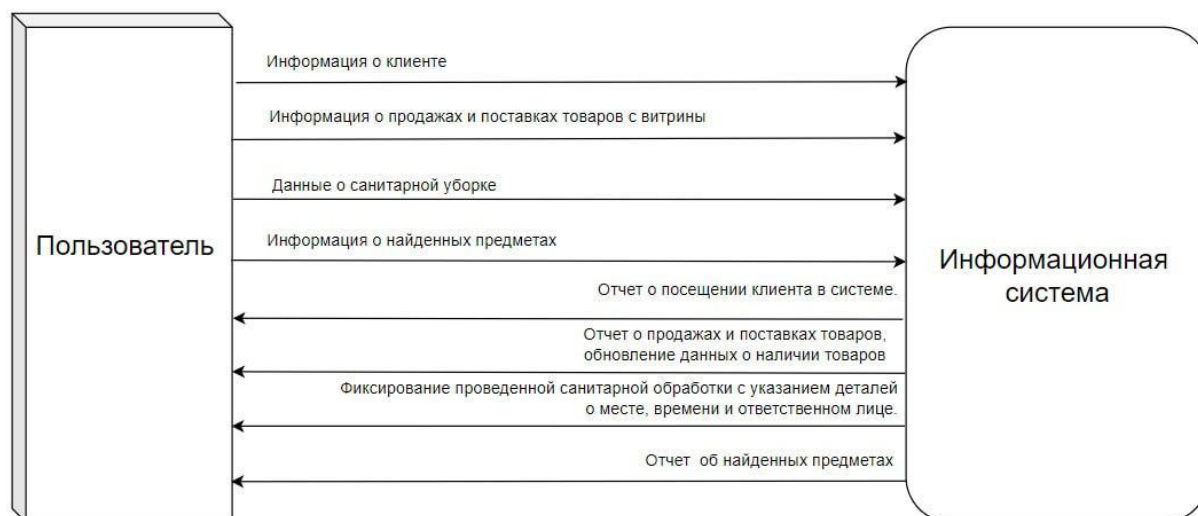 Информация о клиенте
Информация о продажах и поставках товаров с витрины
Данные о санитарной уборке
Пользователь
Информация о найденных предметах
Информационная
система
Отчет о посещении клиента в системе.
Отчет о продажах и поставках товаров,
обновление данных о наличии товаров
Фиксирование проведенной санитарной обработки с указанием деталей
о месте, времени и ответственном лице.
Отчет об найденных предметах